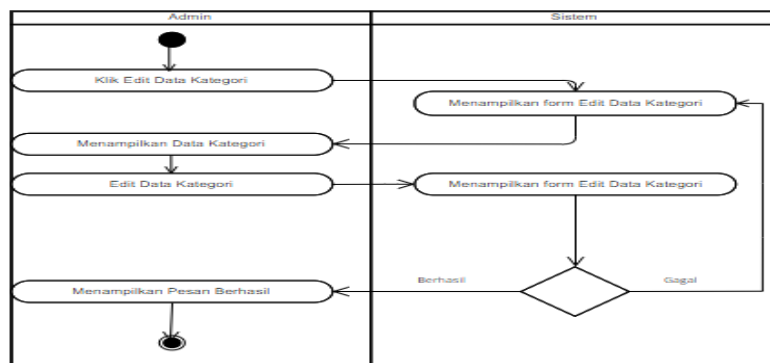 Admin
Sistem
Klik Edit Data Kategori
Menampilkan form Edit Data Kategori
Menampilkan Data Kategori
Edit Data Kategori
Menampilkan form Edit Data Kategori
Berhasil
Gagal
Menampilkan Pesan Berhasil